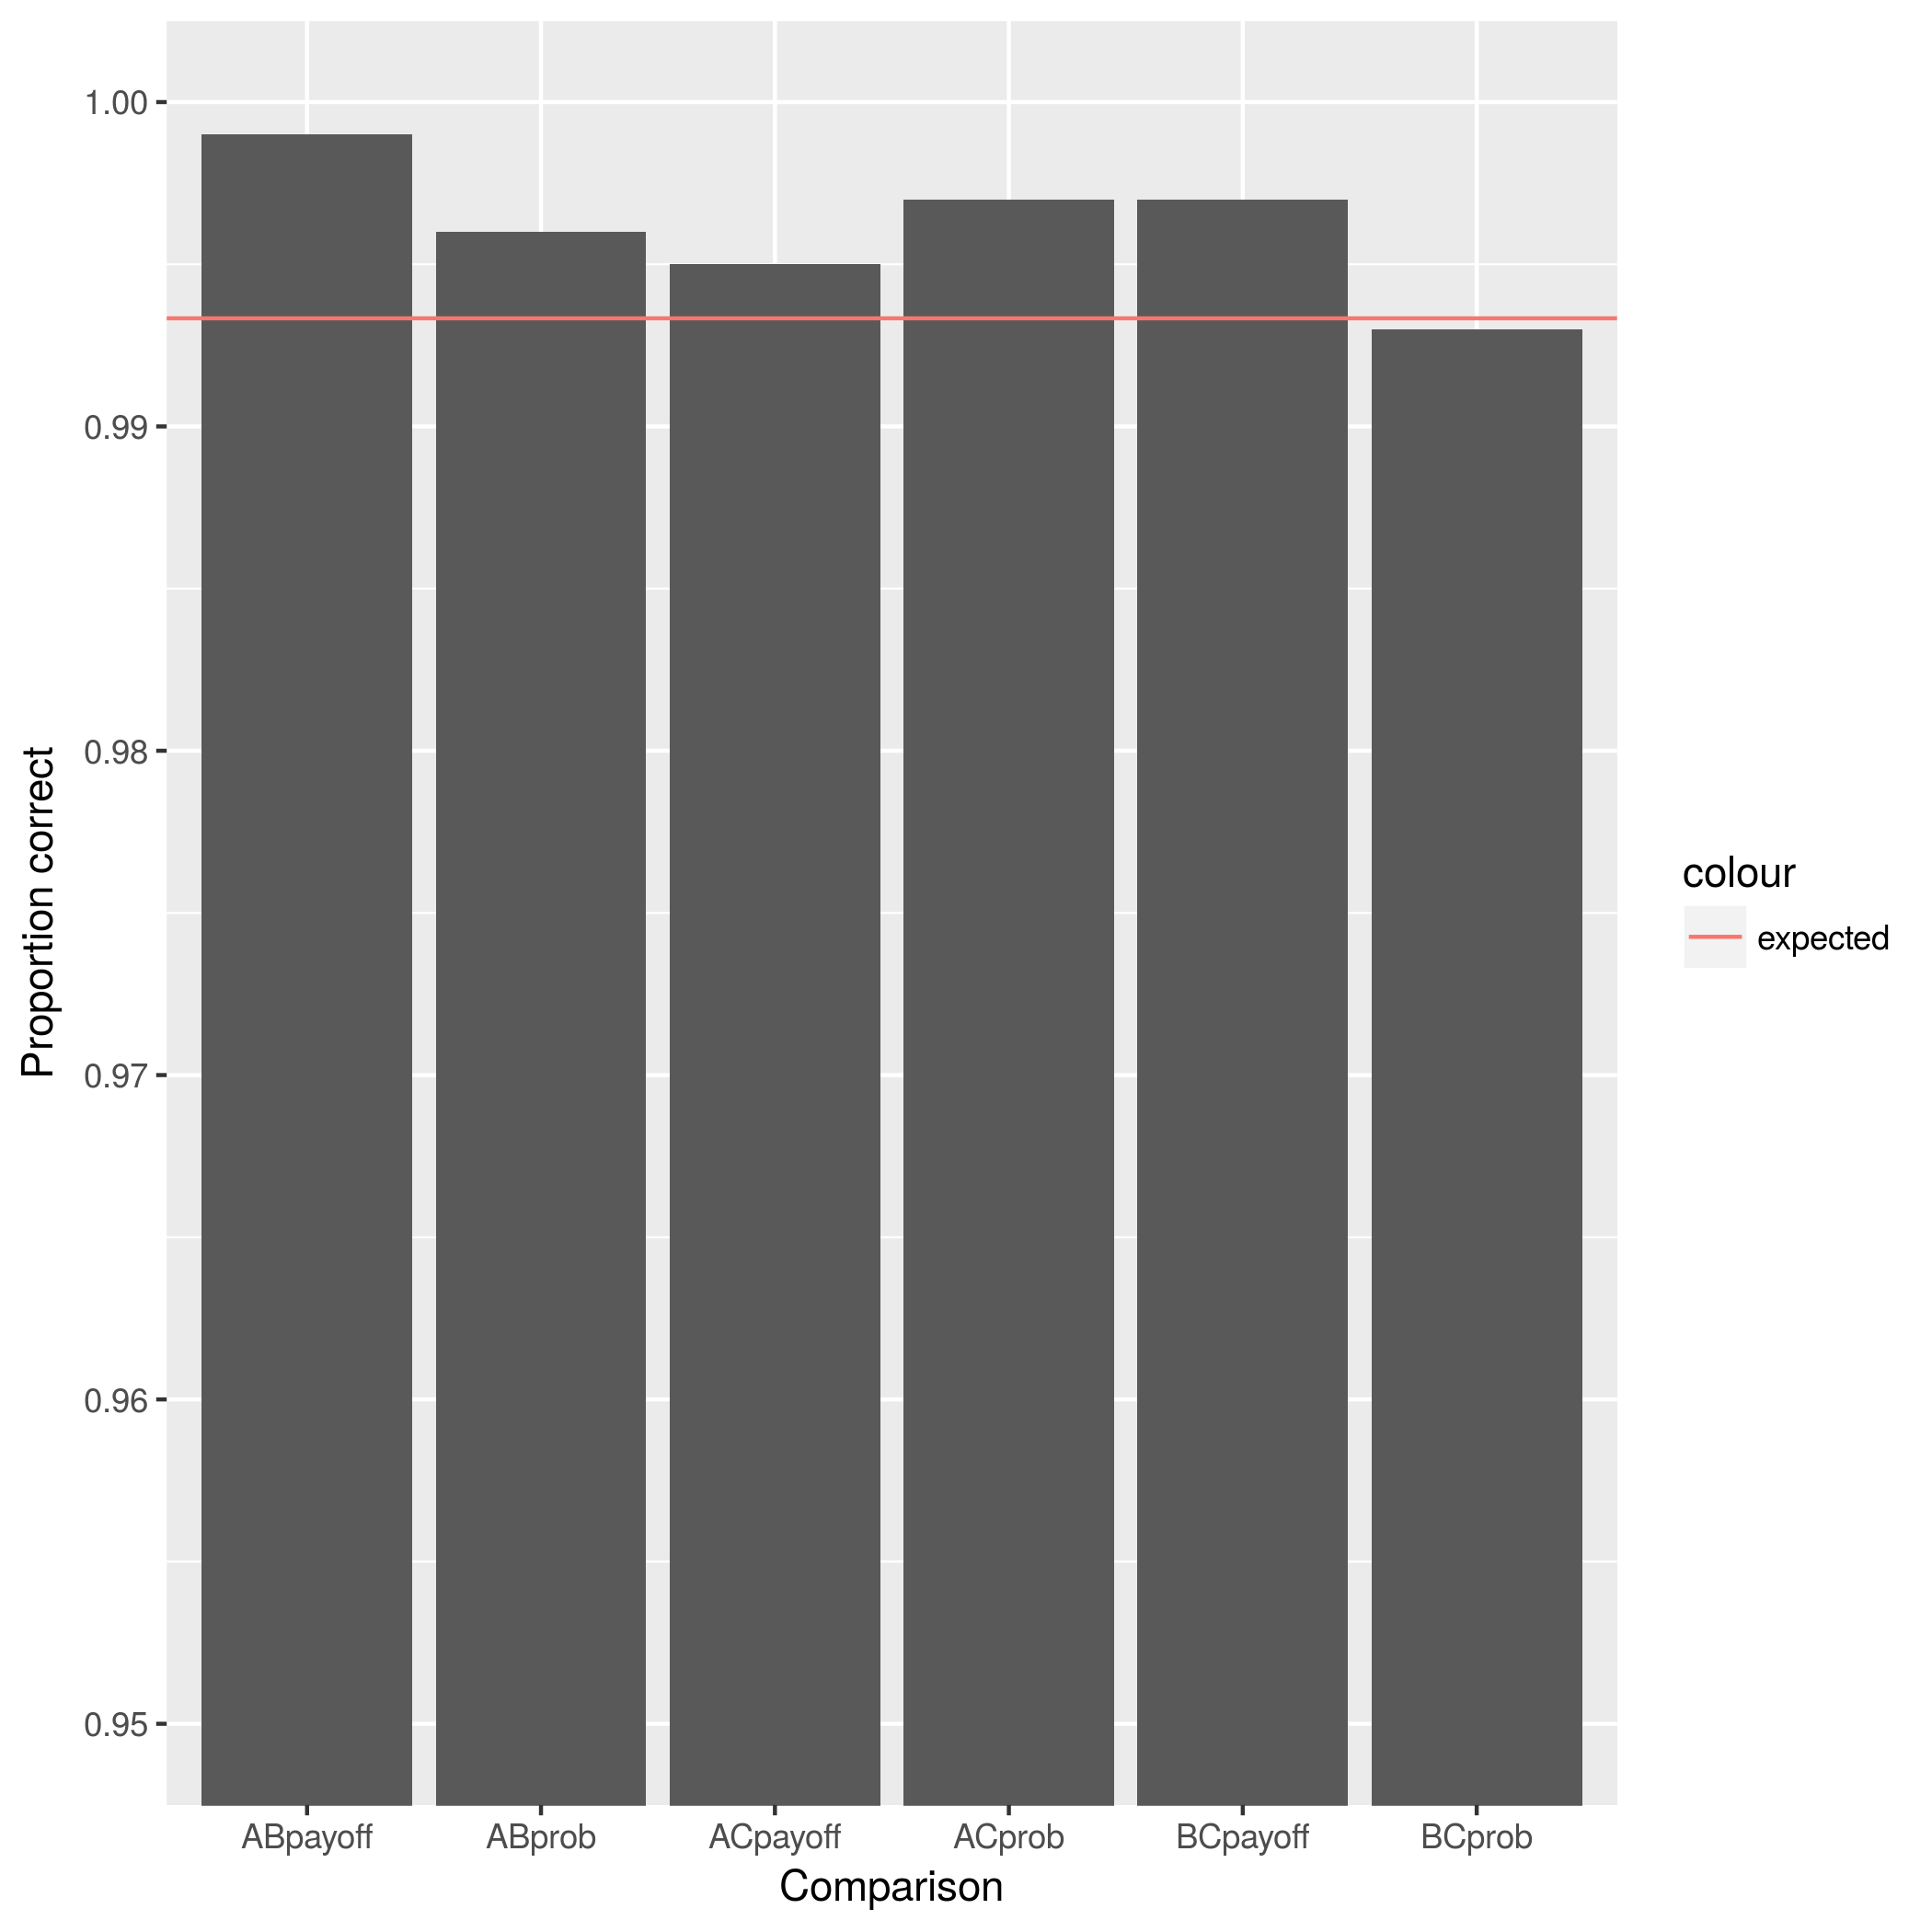 1.00
0.99
0.98
0.97
0.96
0.95
Proportion correct
ABpayoff ABprob ACpayoff ACprob BCpayoff BCprob
Comparison
colour
expected